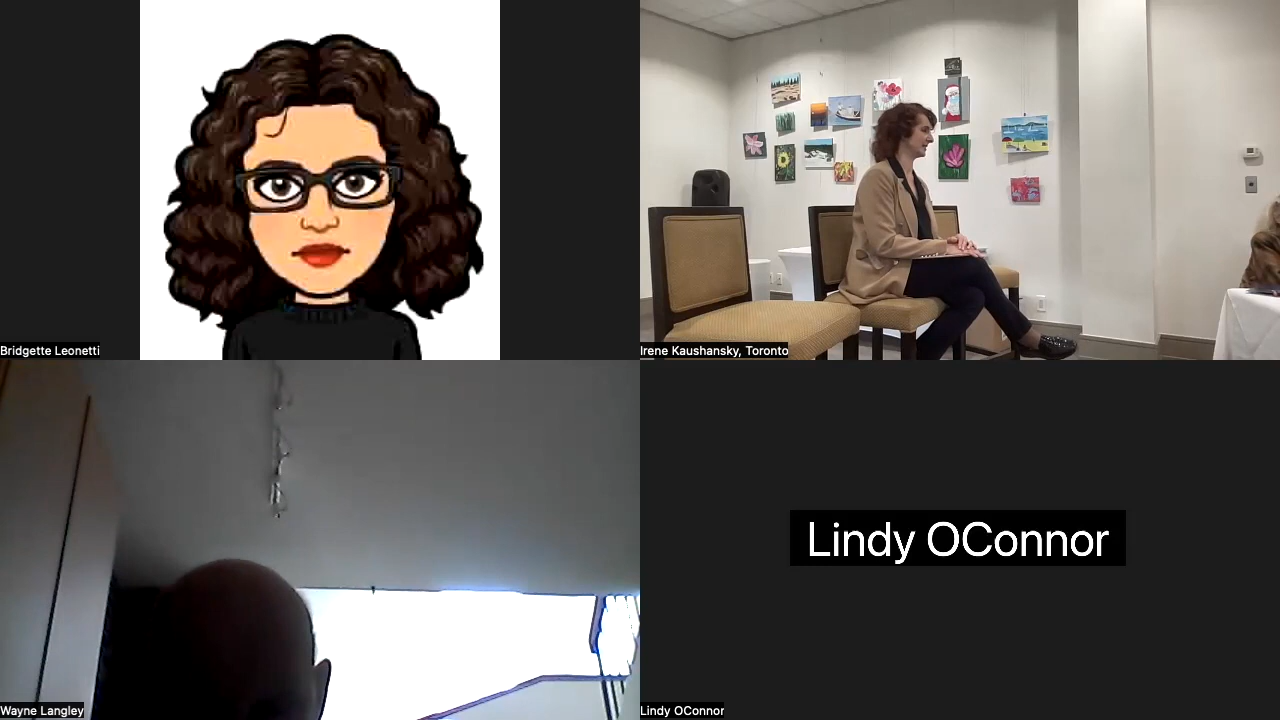 Bridgette Leonetti
Irene Kaushansky, Toronto
Lindy OConnor
Wayne Langley
Lindy OConnor